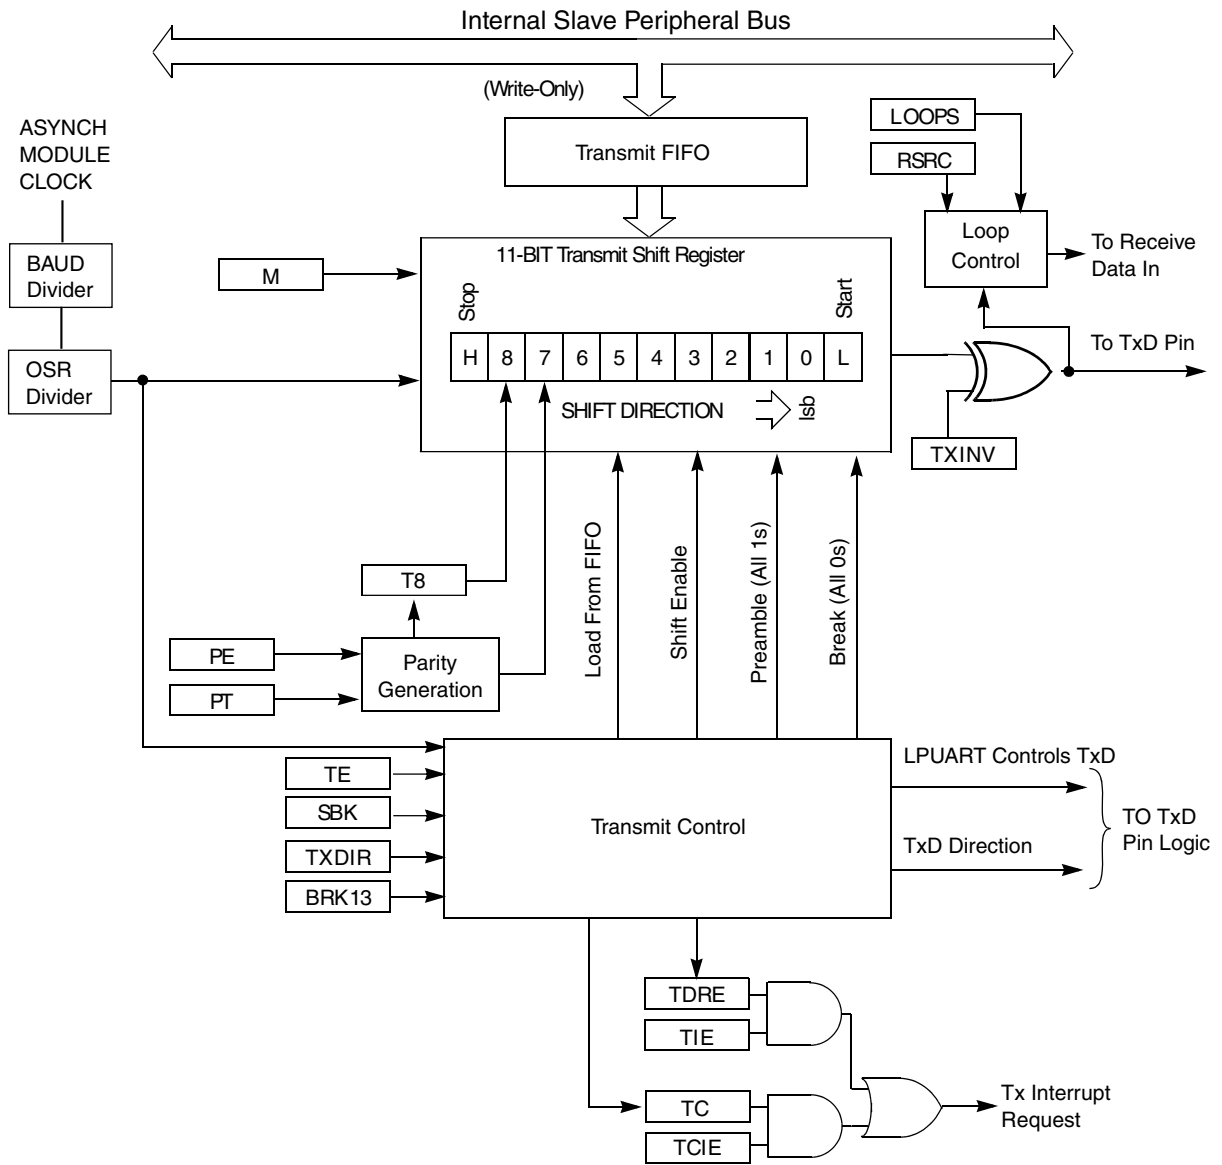 Internal Slave Peripheral Bus
(Write-Only)
ASYNCH
MODULE
CLOCK
Transmit FIFO
LOOPS
RSRC
Loop
Control
To Receive
Data In
BAUD
Divider
M
11-BIT Transmit Shift Register
Stop
Start
H 8 7 6 5 4 3 2 1 0 L
To TxD Pin
OSR
Divider
SHIFT DIRECTION
lsb
TXINV
Load From FIFO
Shift Enable
Preamble (All 1s)
Break (All 0s)
T8
PE
PT
Parity
Generation
TE
SBK
TXDIR
BRK13
Transmit Control
LPUART Controls TxD
TxD Direction
TO TxD
Pin Logic
TDRE
TIE
TC
TCIE
Tx Interrupt
Request